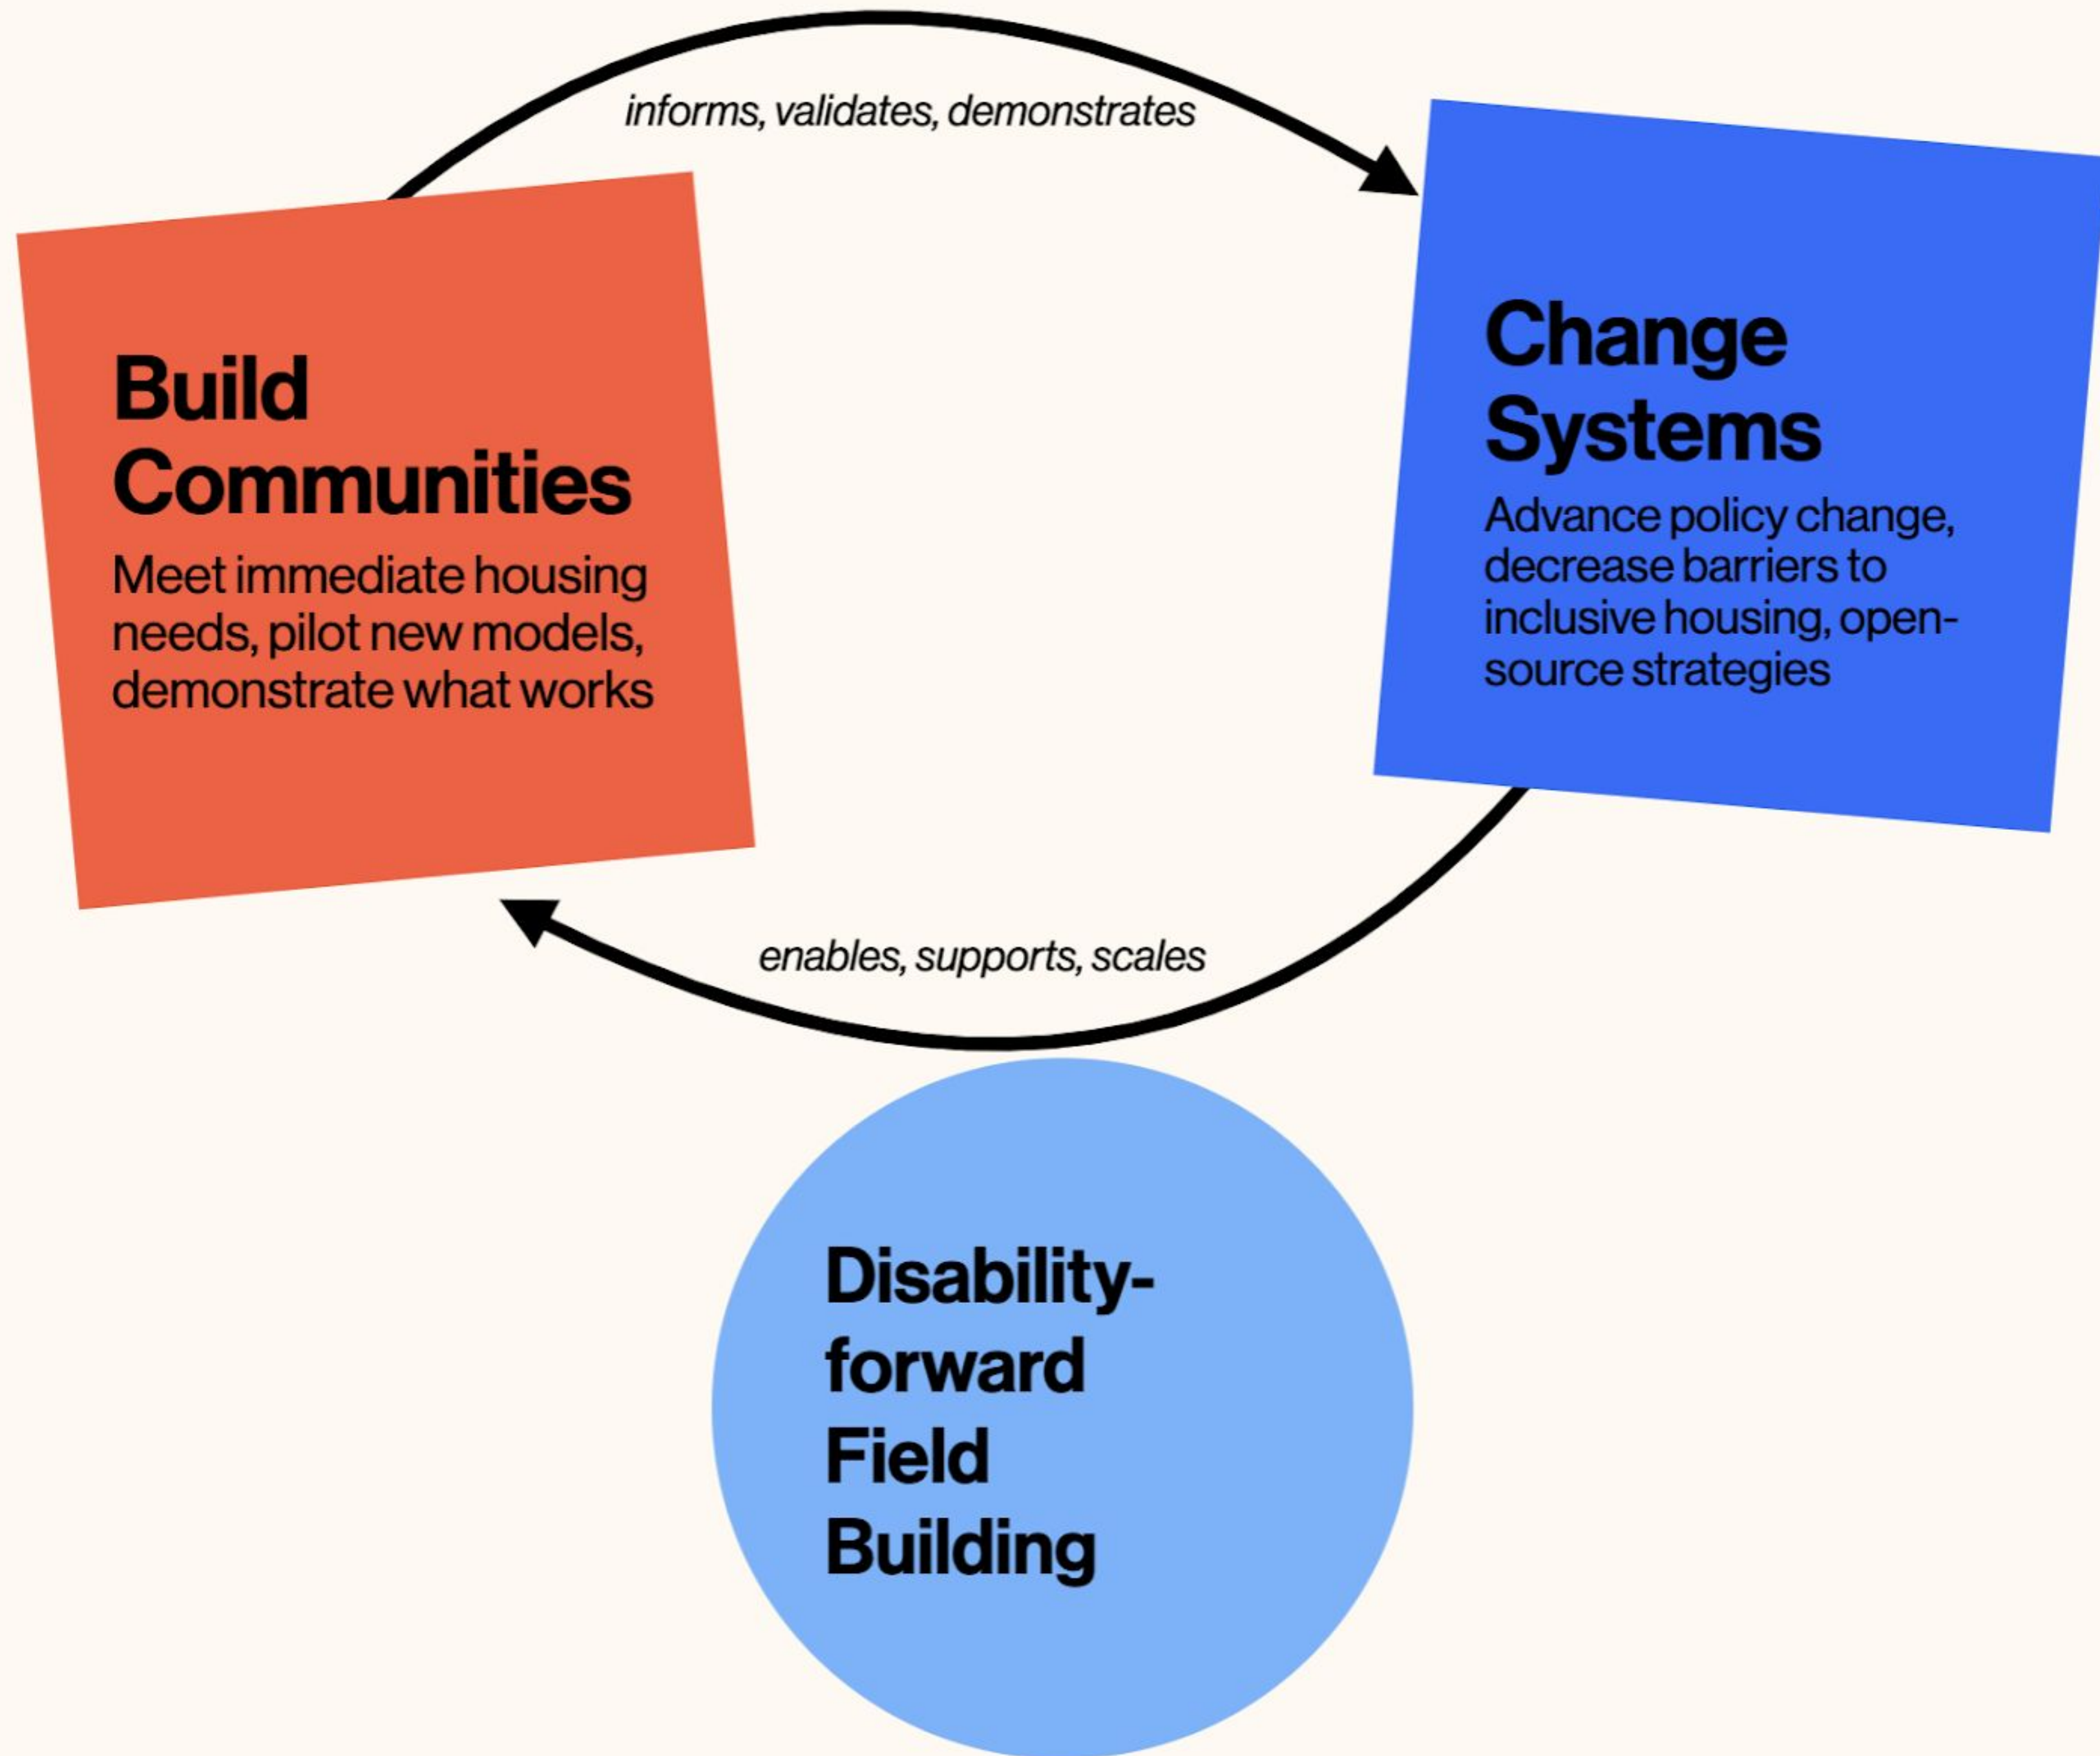 informs, validates, demonstrates
Build
Communities
Meet immediate housing
needs, pilot new models,
demonstrate what works
Change
Systems
Advance policy change,
decrease barriers to
inclusive housing, open-
source strategies
enables, supports, scales
Disability-
forward
Field
Building